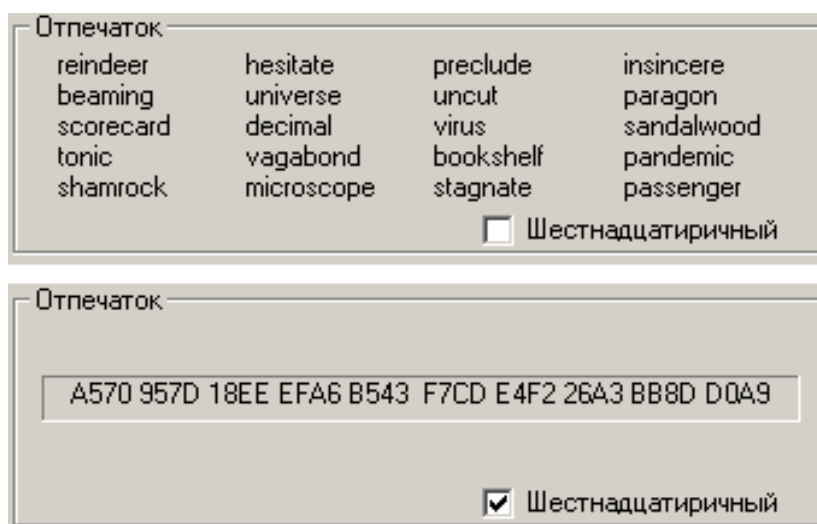 Отпечаток
reindeer hesitate preclude insincere
beaming universe uncut paragon
scorecard decimal virus sandalwood
tonic vagabond bookshelf pandemic
shamrock microscope stagnate passenger
Шестнадцатиричный
Отпечаток
A570 957D 18EE EFA6 B543 F7CD E4F2 26A3 BB8D D0A9
Шестнадцатиричный